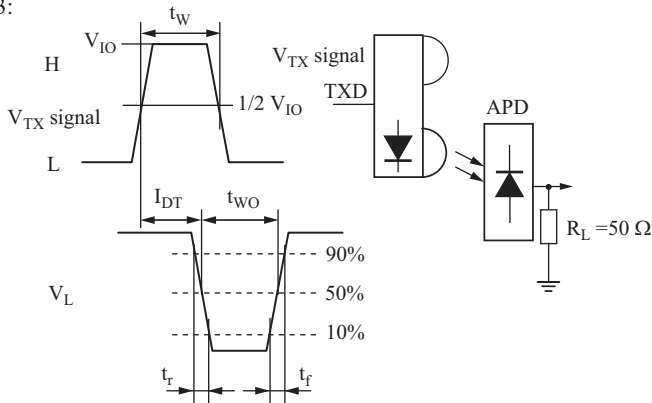 3:
t_W
V_IO
H
V_TX signal
1/2 V_IO
L
V_TX signal
TXD
APD
R_L =50 Ω
I_DT
t_WO
90%
V_L
50%
10%
t_r
t_f